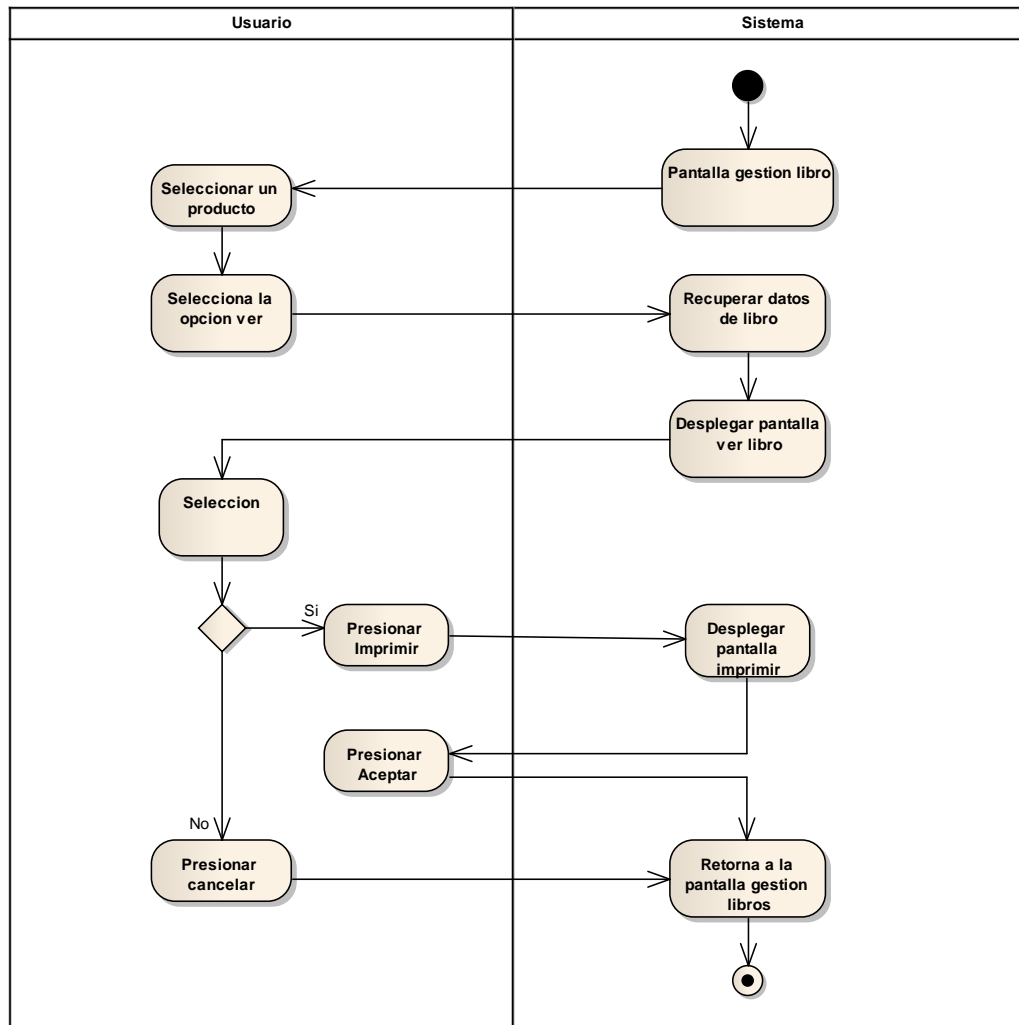 Usuario
Sistema
Pantalla gestion libro
Seleccionar un
producto
Selecciona la
opcion ver
Recuperar datos
de libro
Desplegar pantalla
ver libro
Seleccion
Si
Presionar
Imprimir
Desplegar
pantalla
imprimir
Presionar
Aceptar
No
Presionar
cancelar
Retorna a la
pantalla gestion
libros